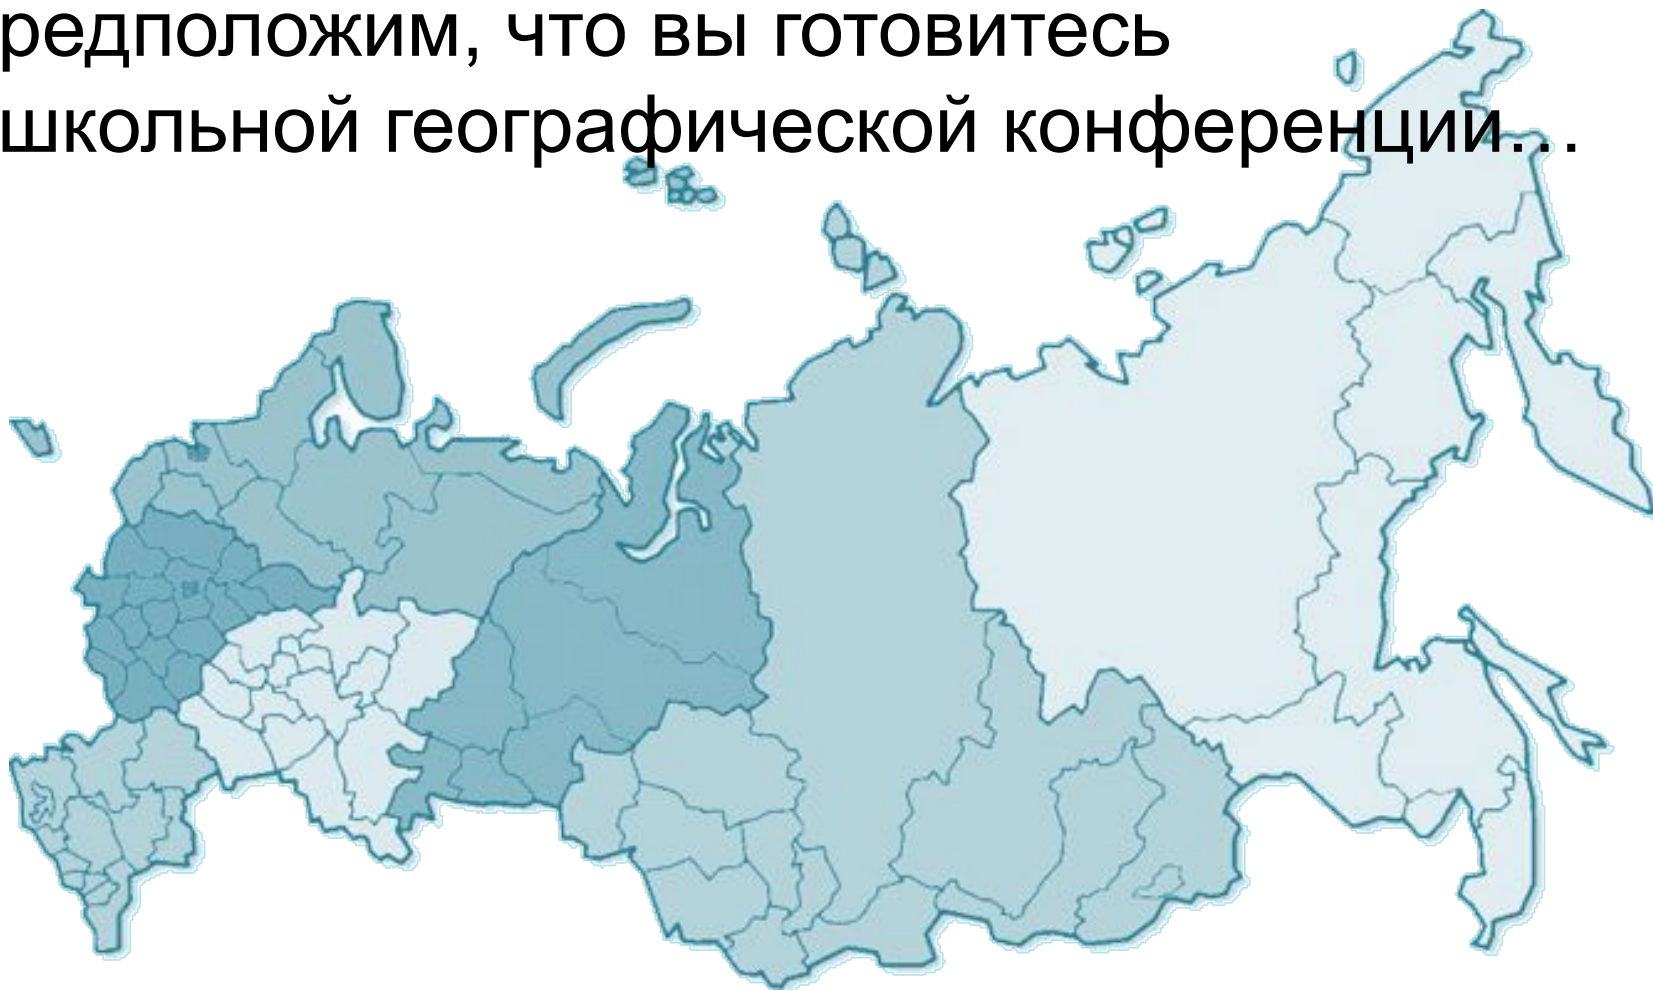 редположим, что вы готовитесь
школьной географической конференции…